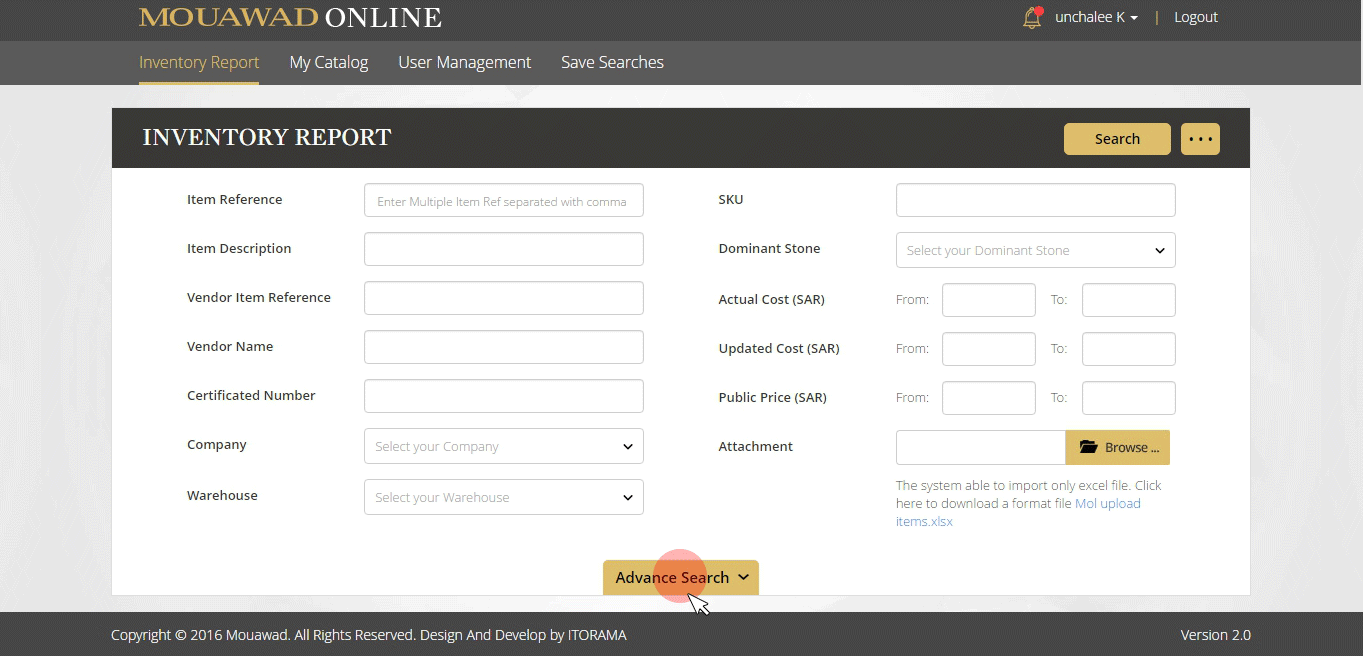 MOUAWAD ONLINE
unchalee K | Logout
Inventory Report My Catalog User Management Save Searches
INVENTORY REPORT
Search ...
Item Reference Enter Multiple Item Ref separated with comma SKU
Item Description Dominant Stone Select your Dominant Stone
Vendor Item Reference Actual Cost (SAR) From: To:
Vendor Name Updated Cost (SAR) From: To:
Certificated Number Public Price (SAR) From: To:
Company Select your Company Attachment Browse ...
Warehouse Select your Warehouse
The system able to import only excel file. Click
here to download a format file Mol upload
items.xlsx
Advance Search
Copyright © 2016 Mouawad. All Rights Reserved. Design And Develop by ITORAMA Version 2.0